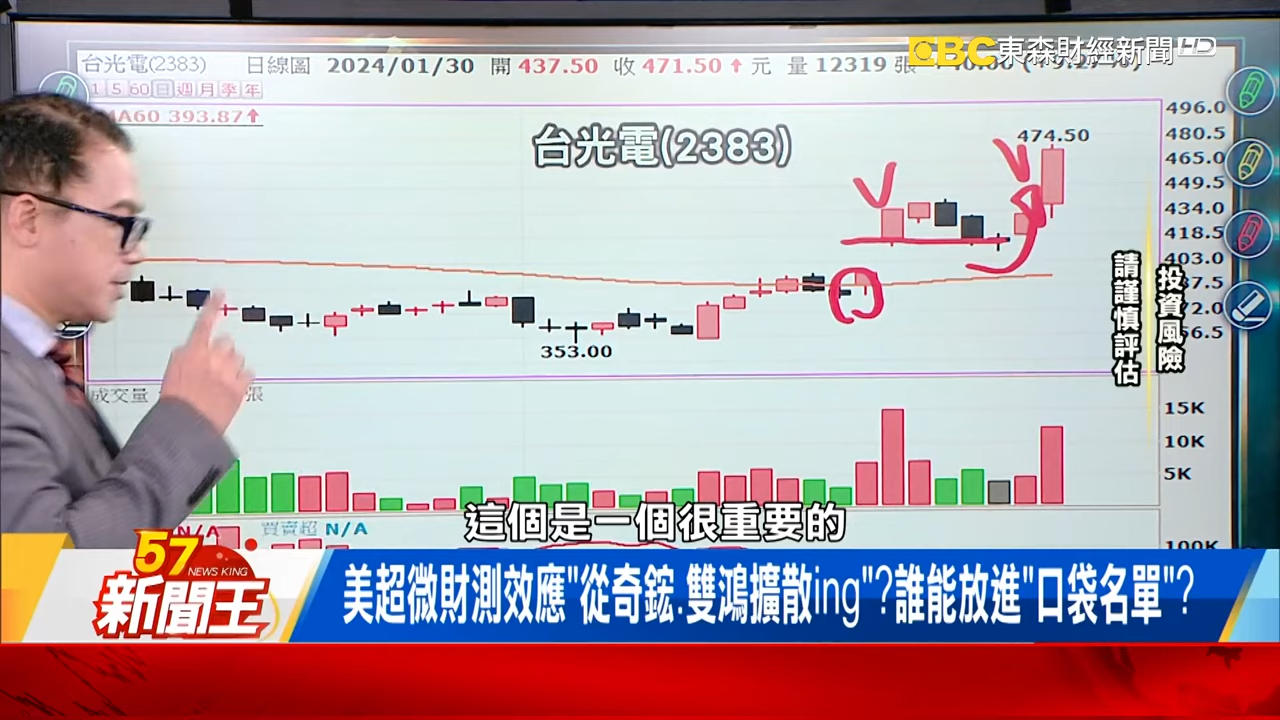 EBC 東森財經新聞 HD
台光電(2383) 日線圖 2024/01/30 開 437.50 收 471.50↑ 元 量 12319 張
1 5 60 日 週 月 季 年
MA60 393.87↑
台光電(2383)
474.50
353.00
496.0
480.5
465.0
449.5
434.0
418.5
403.0
投資風險
請謹慎評估
成交量
張
15K
10K
5K
N/A 買賣超 N/A
100K
這個是一個很重要的
57
NEWS KING
新聞王
美超微財測效應"從奇鋐.雙鴻擴散ing"?誰能放進"口袋名單"?